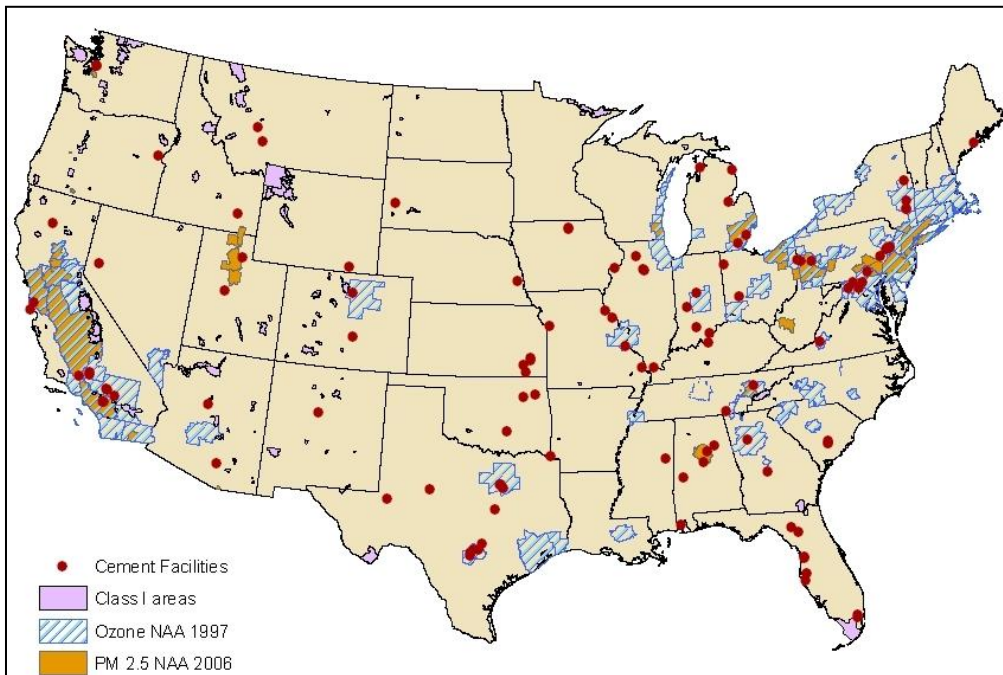 Cement Facilities
Class I areas
Ozone NAA 1997
PM 2.5 NAA 2006